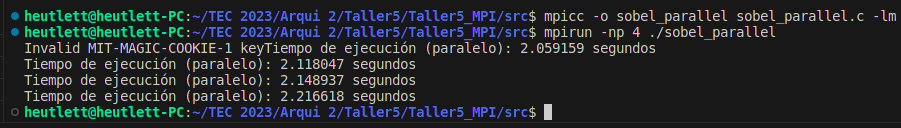 heutlett@heutlett-PC:~/TEC 2023/Arqui 2/Taller5/Taller5_MPI/src$ mpicc -o sobel_parallel sobel_parallel.c -lm
heutlett@heutlett-PC:~/TEC 2023/Arqui 2/Taller5/Taller5_MPI/src$ mpirun -np 4 ./sobel_parallel
Invalid MIT-MAGIC-COOKIE-1 keyTiempo de ejecución (paralelo): 2.059159 segundos
Tiempo de ejecución (paralelo): 2.118047 segundos
Tiempo de ejecución (paralelo): 2.148937 segundos
Tiempo de ejecución (paralelo): 2.216618 segundos
heutlett@heutlett-PC:~/TEC 2023/Arqui 2/Taller5/Taller5_MPI/src$